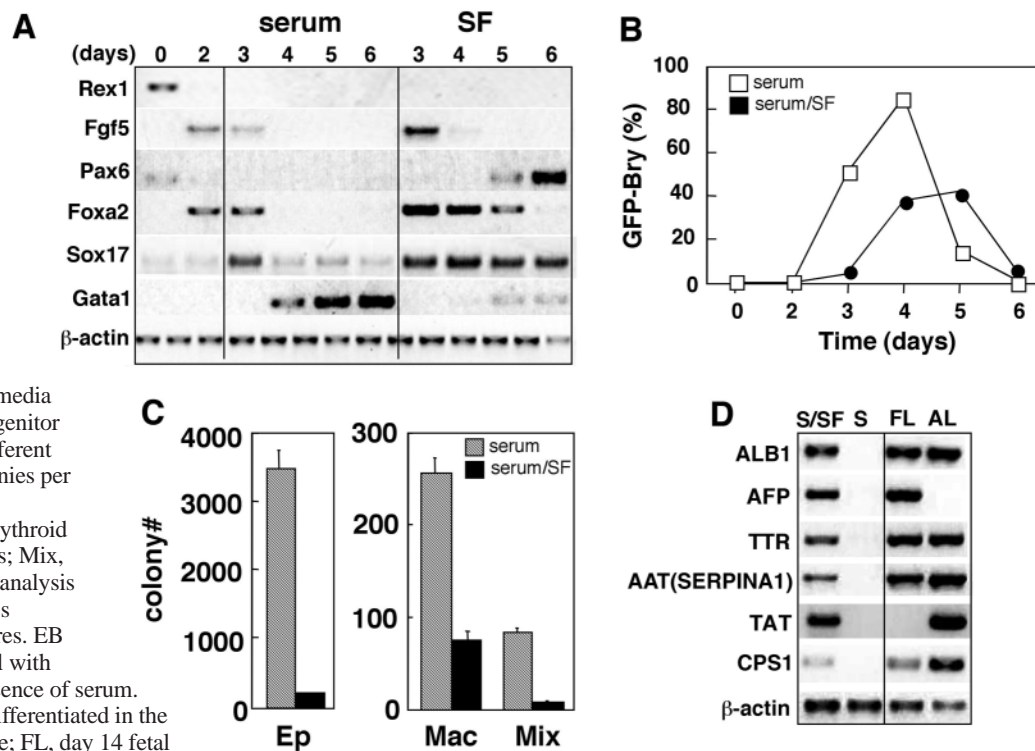 A
serum SF
(days) 0 2 3 4 5 6 3 4 5 6
Rex1
Fgf5
Pax6
Foxa2
Sox17
Gata1
β-actin
B
GFP-Bry (%)
100
80
60
40
20
0
serum
serum/SF
0 2 3 4 5 6
Time (days)
media
genitor
ferent
nies per
ythroid
s; Mix,
analysis
s
res. EB
l with
sence of serum.
ifferentiated in the
e; FL, day 14 fetal
C
colony#
4000
3000
2000
1000
0
Ep
300
200
100
0
serum
serum/SF
Mac Mix
D
S/SF S FL AL
ALB1
AFP
TTR
AAT(SERPINA1)
TAT
CPS1
β-actin